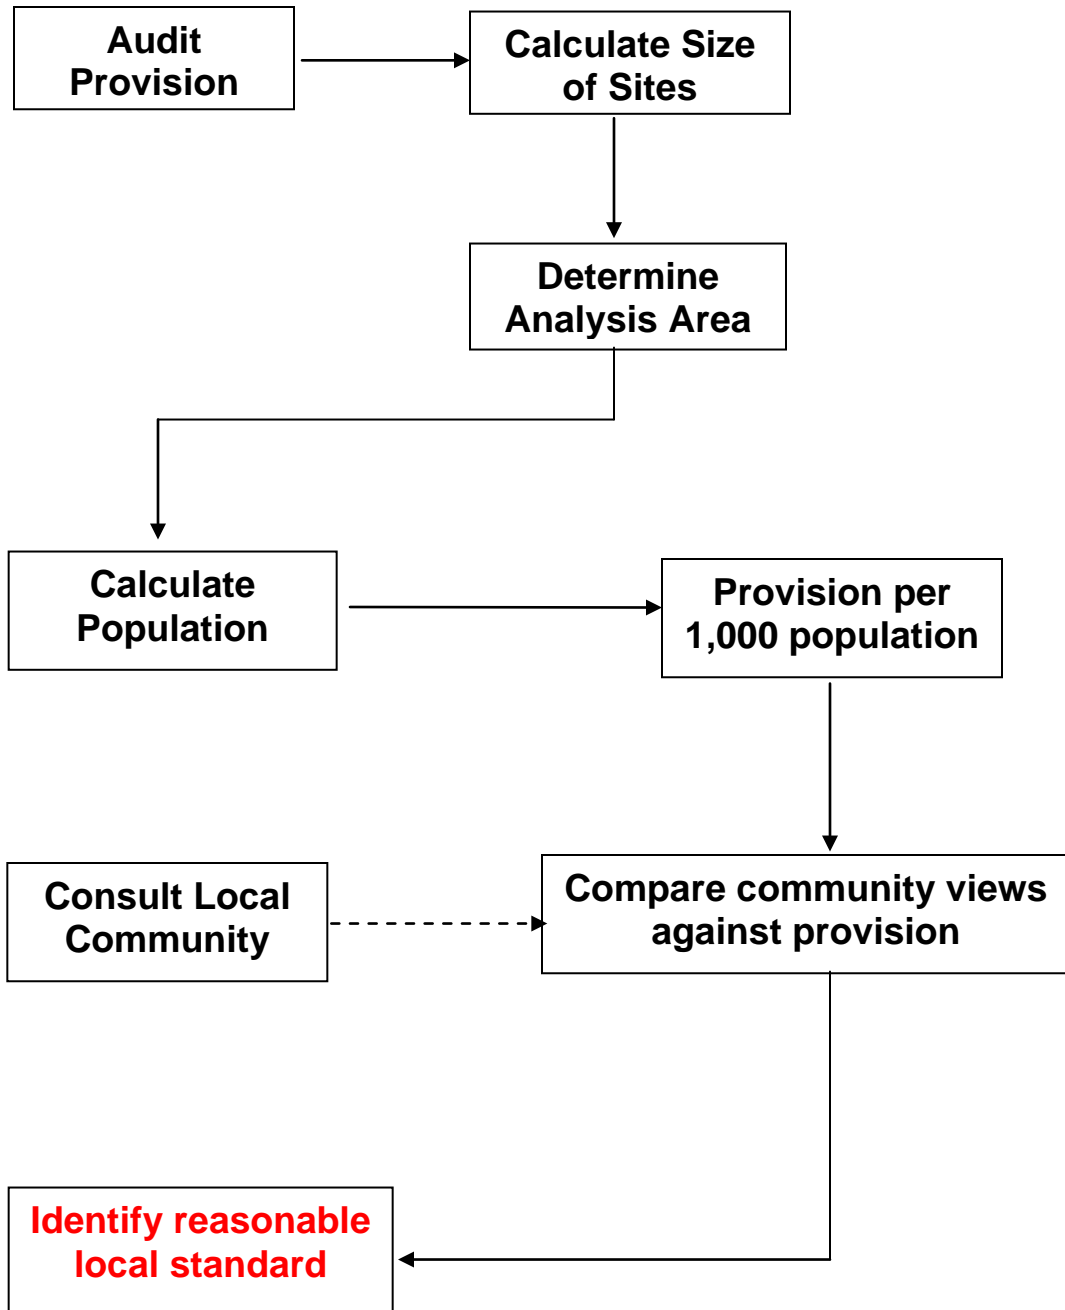 Audit
Provision
Calculate Size
of Sites
Determine
Analysis Area
Calculate
Population
Provision per
1,000 population
Consult Local
Community
Compare community views
against provision
Identify reasonable
local standard